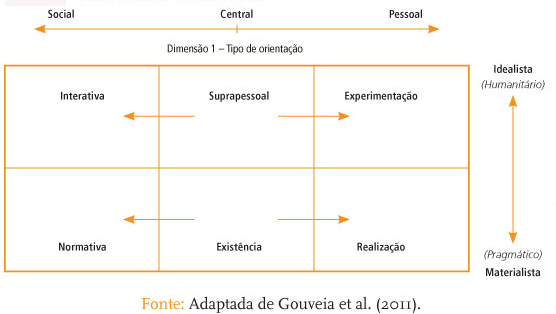 Social Central Pessoal
Dimensão 1 – Tipo de orientação
Idealista
(Humanitário)
Interativa Suprapessoal Experimentação
Normativa Existência Realização
(Pragmático)
Materialista
Fonte: Adaptada de Gouveia et al. (2011).